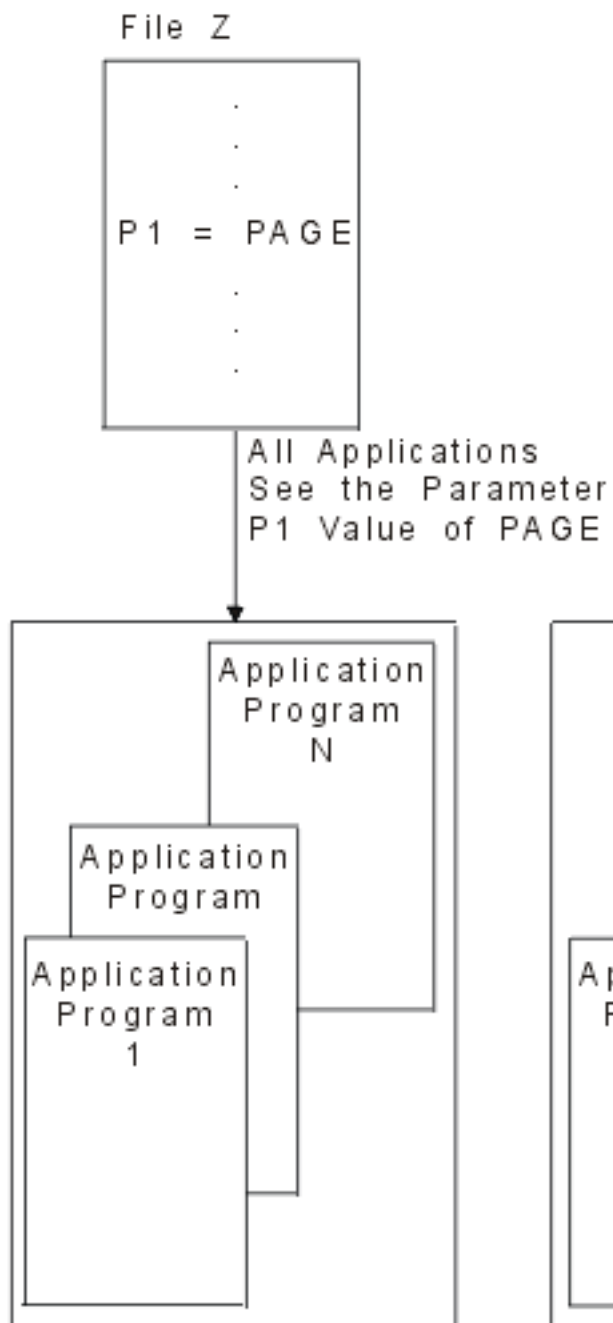 File Z
.
.
.
P1 = PAGE
.
.
.
All Applications
See the Parameter
P1 Value of PAGE
Application
Program
N
Application
Program
Application
Program
1